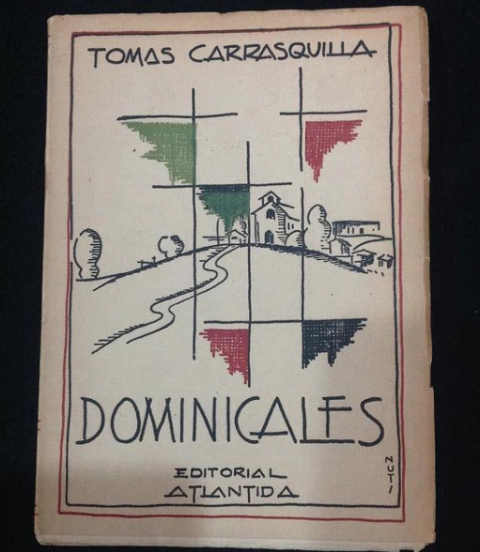 TOMAS CARRASQUILLA
DOMINICALES
EDITORIAL
ATLANTIDA
NUTI